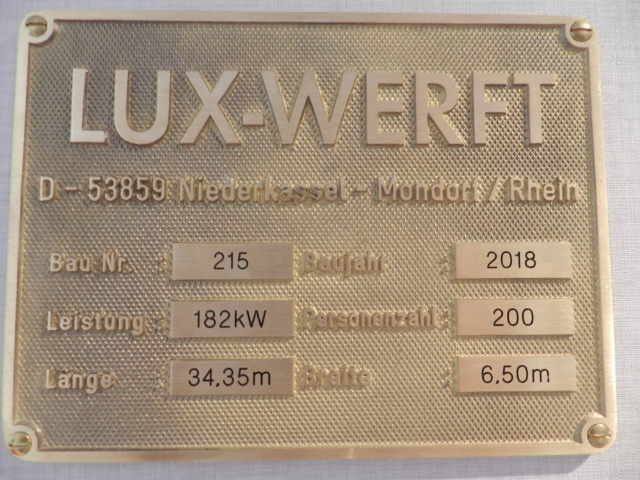 LUX-WERFT
D-53859 Niederkassel-Mondorf/Rhein
Bau Nr. : 215 Baujahr : 2018
Leistung : 182kW Personenzahl : 200
Länge : 34,35m Breite : 6,50m